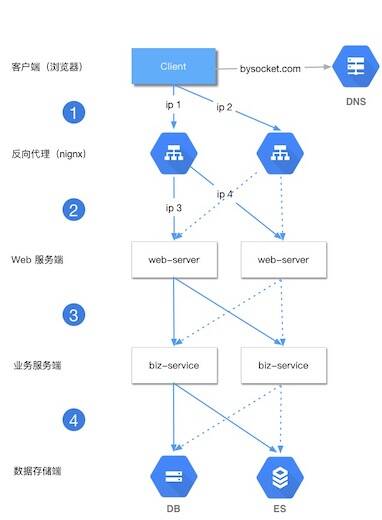 客户端（浏览器）
Client
bysocket.com
DNS
ip 1
ip 2
1
反向代理（nignx）
ip 3
ip 4
2
Web 服务端
web-server
web-server
3
业务服务端
biz-service
biz-service
4
数据存储端
DB
ES